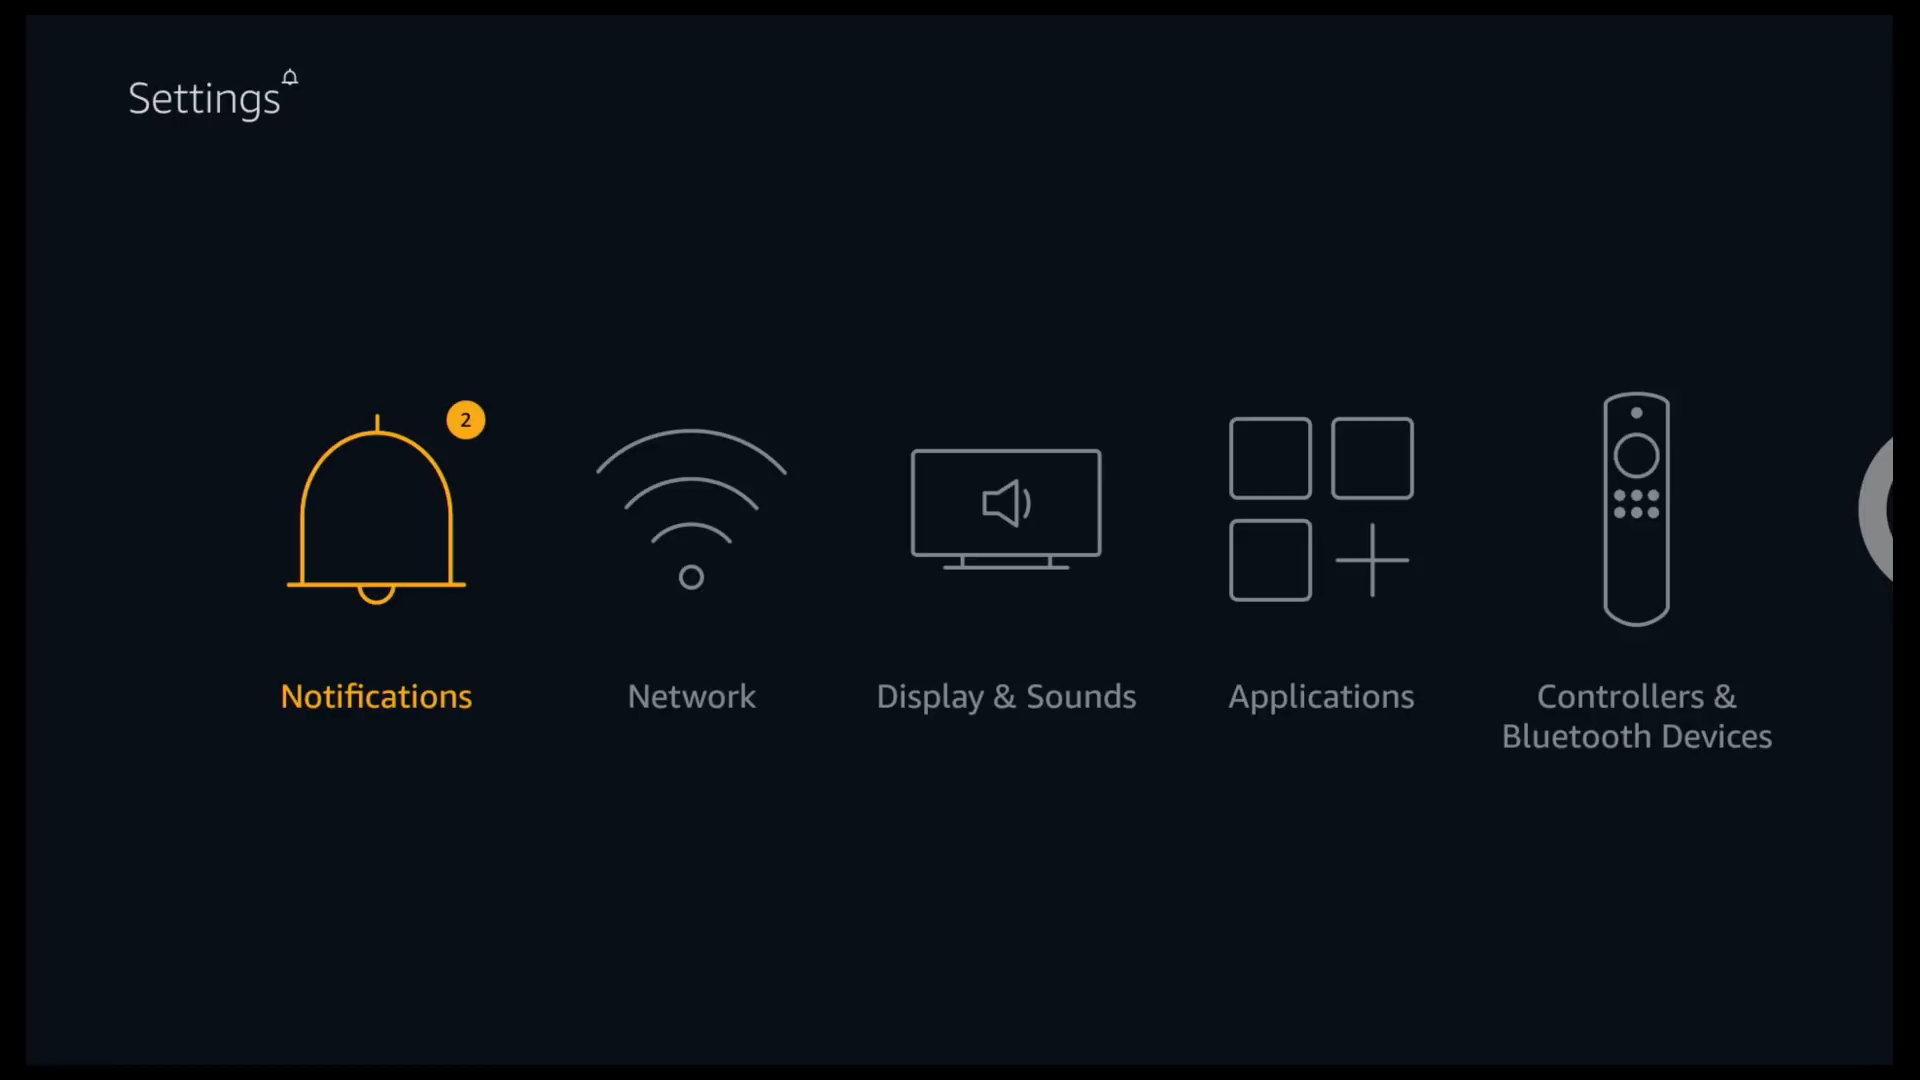 Settings
2
Notifications
Network
Display & Sounds
Applications
Controllers &
Bluetooth Devices